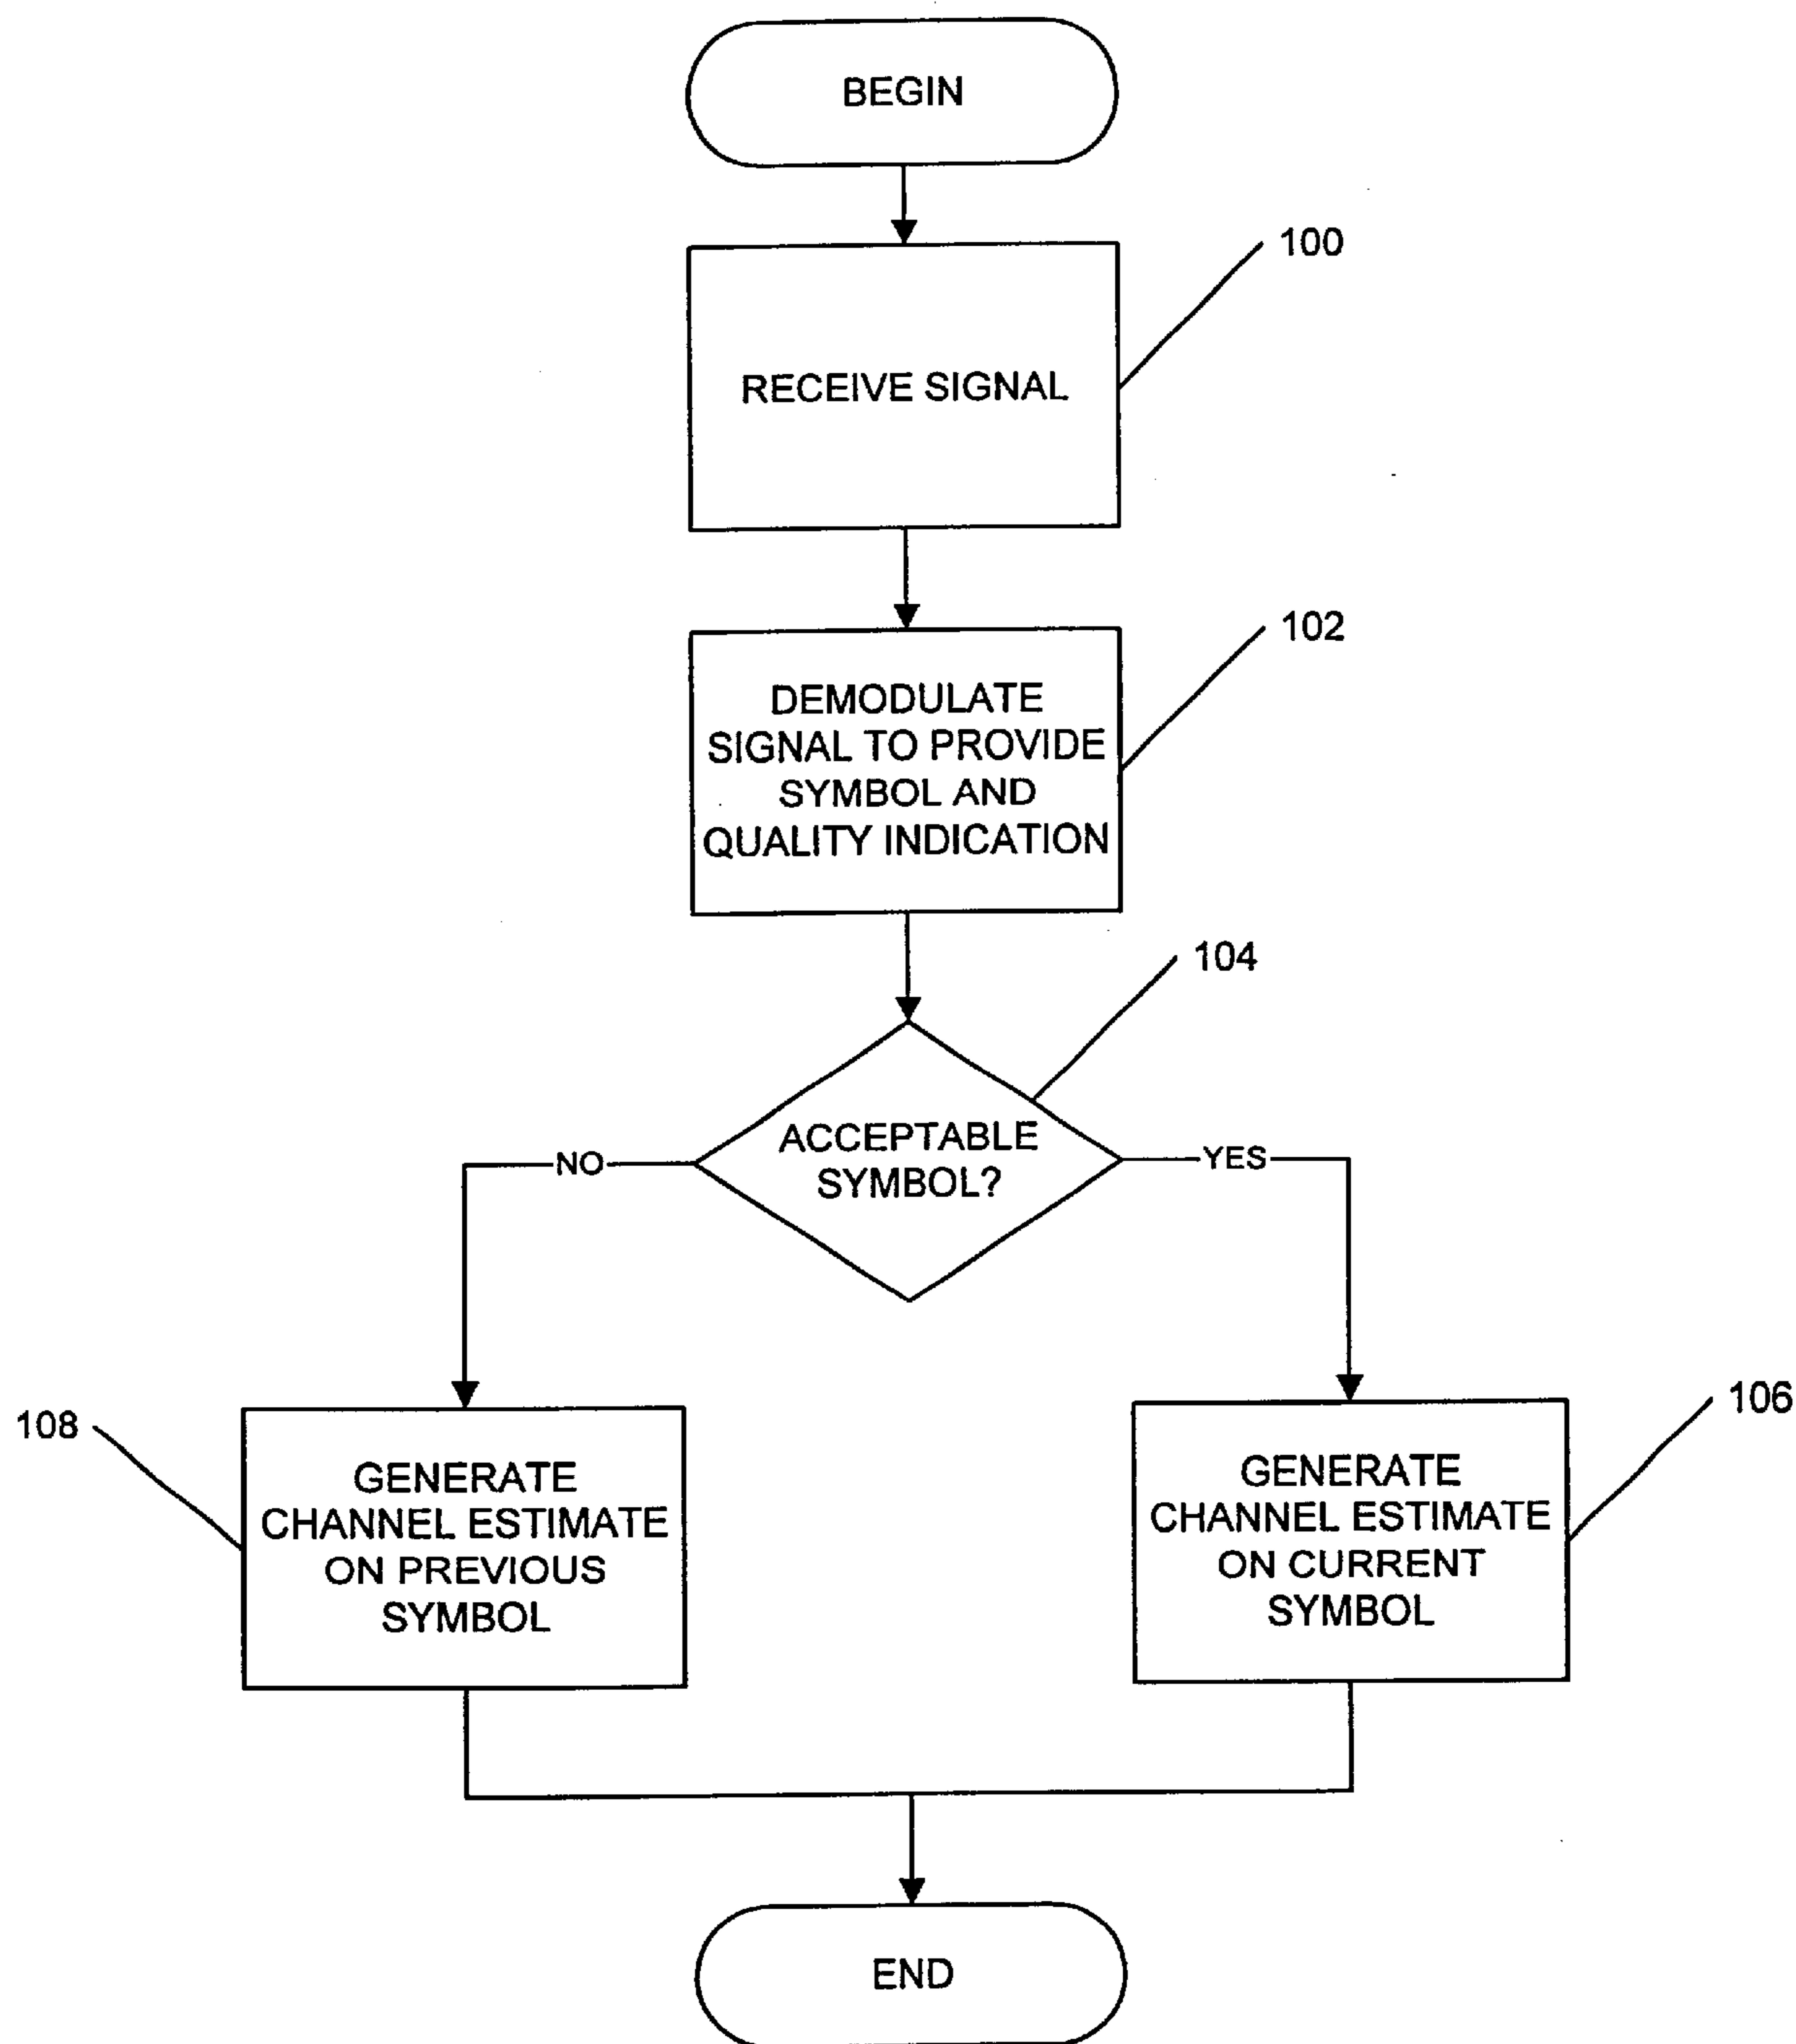 BEGIN
100
RECEIVE SIGNAL
102
DEMODULATE
SIGNAL TO PROVIDE
SYMBOL AND
QUALITY INDICATION
104
ACCEPTABLE
SYMBOL?
NO
YES
108
GENERATE
CHANNEL ESTIMATE
ON PREVIOUS
SYMBOL
106
GENERATE
CHANNEL ESTIMATE
ON CURRENT
SYMBOL
END